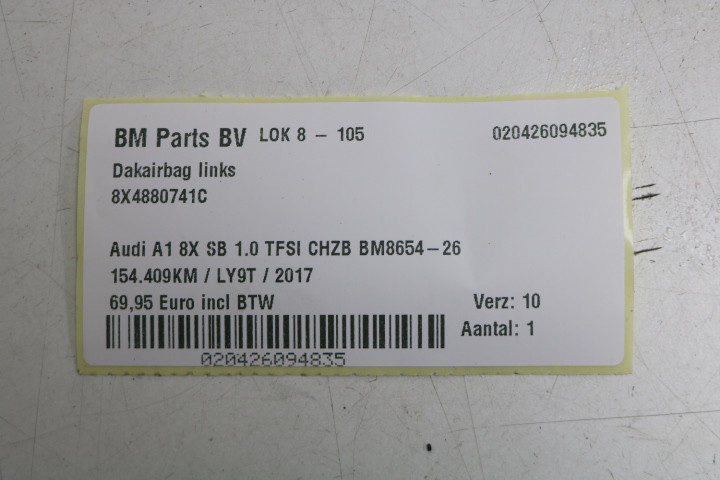 BM Parts BV LOK 8 - 105 020426094835
Dakairbag links
8X4880741C
Audi A1 8X SB 1.0 TFSI CHZB BM8654-26
154.409KM / LY9T / 2017
69,95 Euro incl BTW Verz: 10
Aantal: 1
020426094835